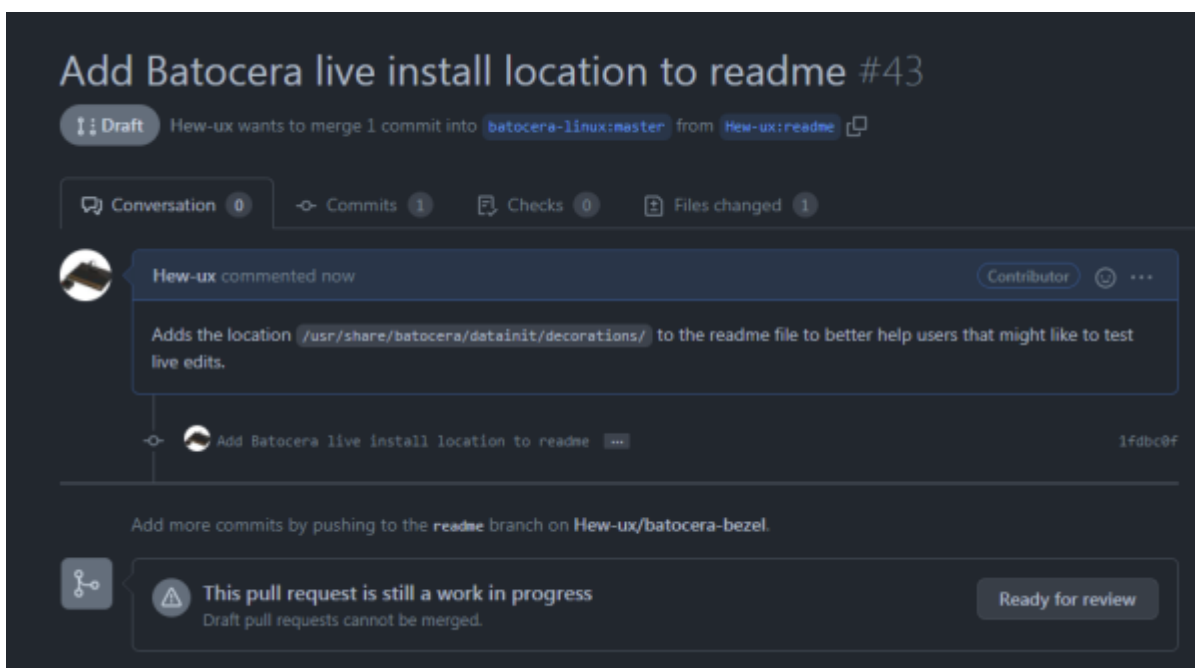 Add Batocera live install location to readme #43
Draft Hew-ux wants to merge 1 commit into batocera-linux:master from Hew-ux:readme
Conversation 0 Commits 1 Checks 0 Files changed 1
Hew-ux commented now Contributor
Adds the location /usr/share/batocera/datainit/decorations/ to the readme file to better help users that might like to test
live edits.
Add Batocera live install location to readme ... 1fdbc0f
Add more commits by pushing to the readme branch on Hew-ux/batocera-bezel.
This pull request is still a work in progress
Draft pull requests cannot be merged.
Ready for review